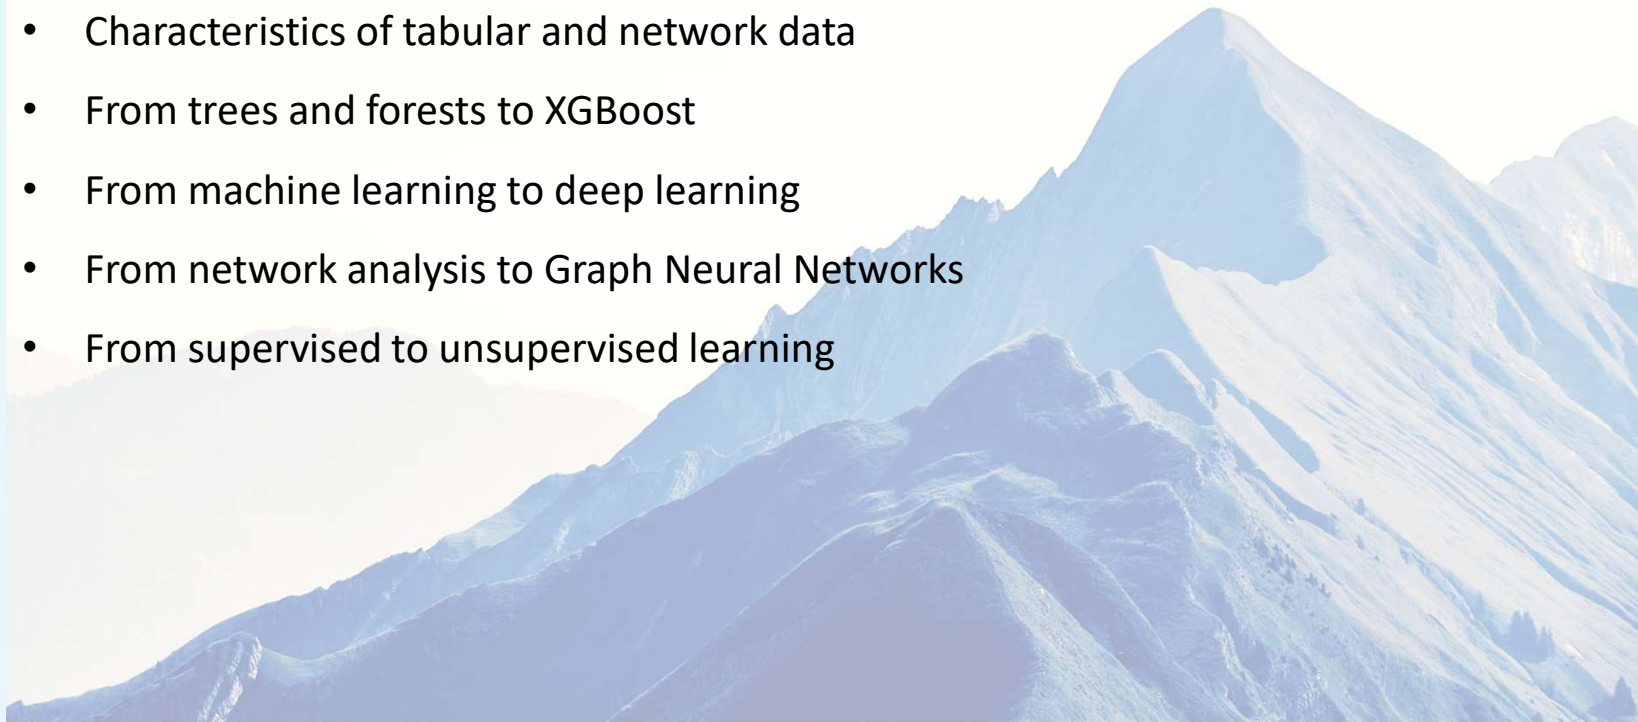 • Characteristics of tabular and network data
• From trees and forests to XGBoost
• From machine learning to deep learning
• From network analysis to Graph Neural Networks
• From supervised to unsupervised learning